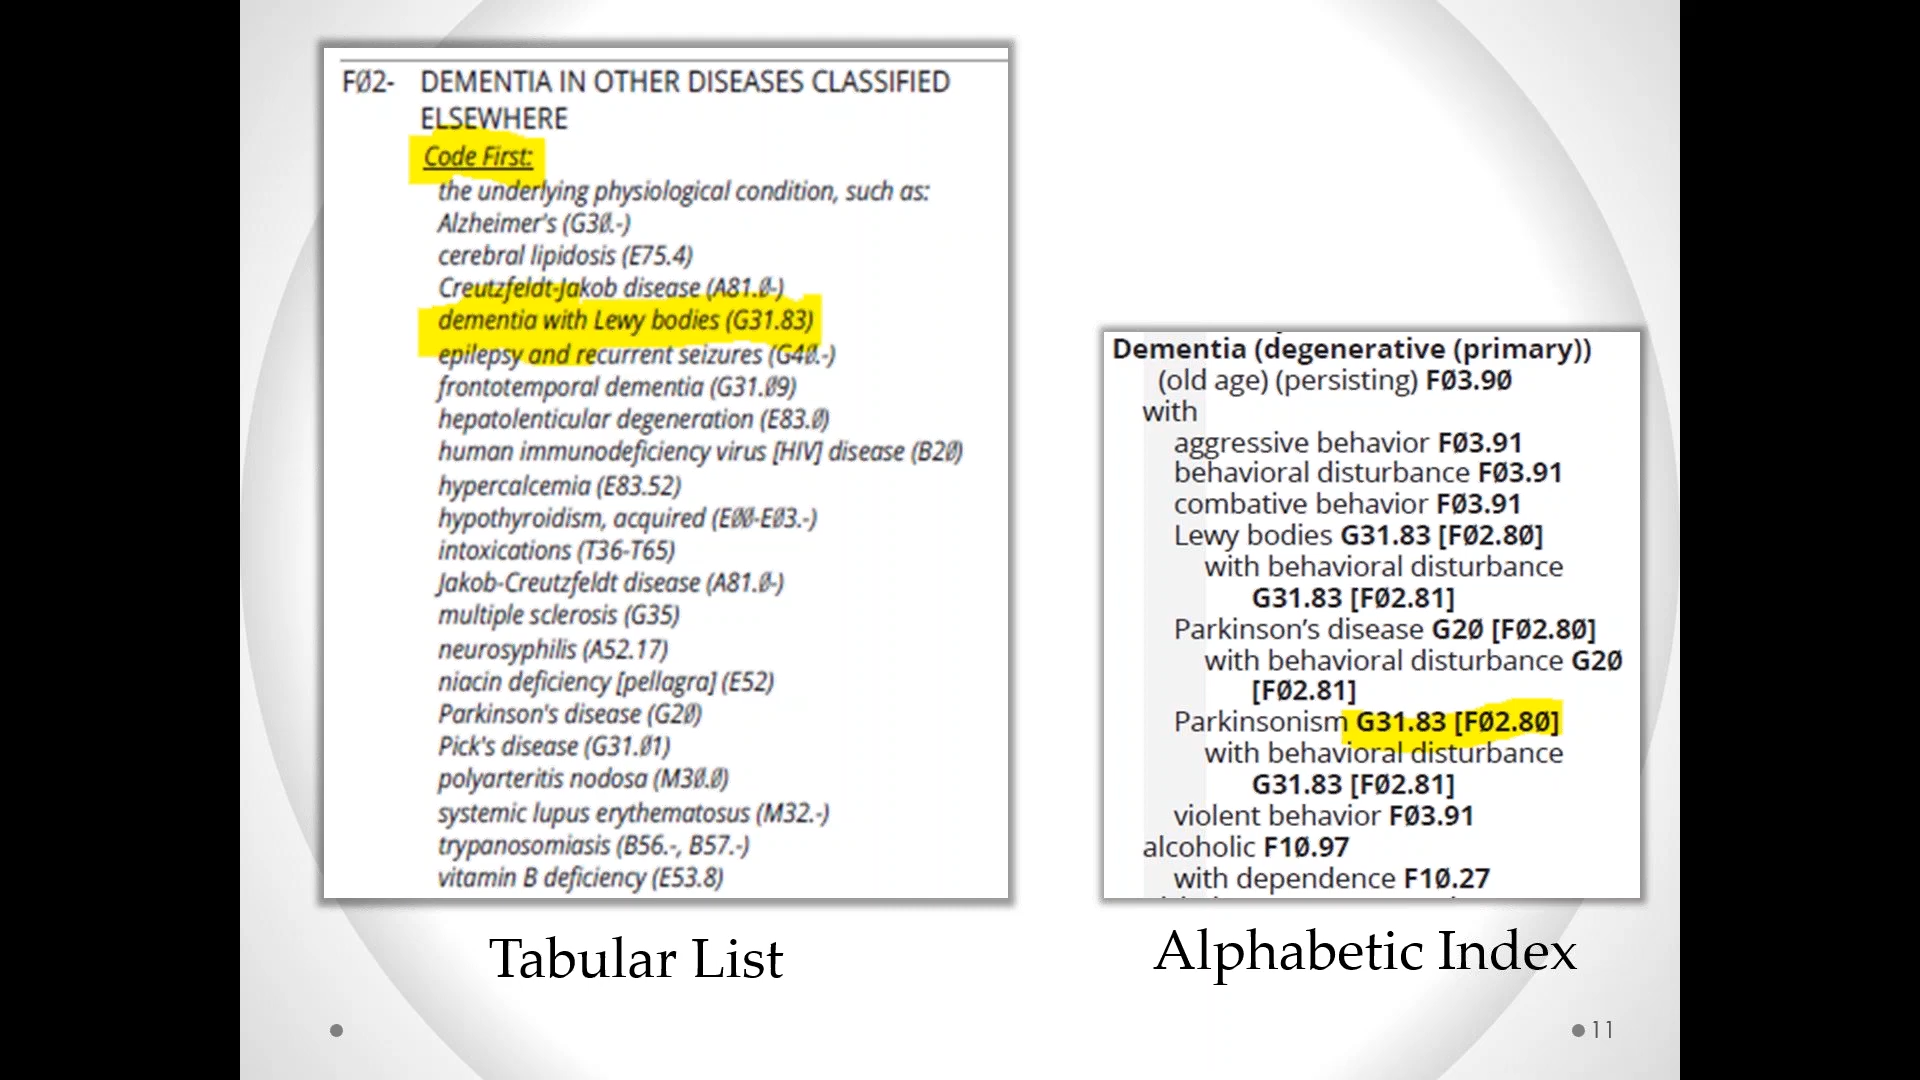 FØ2- DEMENTIA IN OTHER DISEASES CLASSIFIED
ELSEWHERE
Code First:
the underlying physiological condition, such as:
Alzheimer's (G3Ø.-)
cerebral lipidosis (E75.4)
Creutzfeldt-Jakob disease (A81.Ø-)
dementia with Lewy bodies (G31.83)
epilepsy and recurrent seizures (G4Ø.-)
frontotemporal dementia (G31.Ø9)
hepatolenticular degeneration (E83.Ø)
human immunodeficiency virus [HIV] disease (B2Ø)
hypercalcemia (E83.52)
hypothyroidism, acquired (EØØ-EØ3.-)
intoxications (T36-T65)
Jakob-Creutzfeldt disease (A81.Ø-)
multiple sclerosis (G35)
neurosyphilis (A52.17)
niacin deficiency [pellagra] (E52)
Parkinson's disease (G2Ø)
Pick's disease (G31.Ø1)
polyarteritis nodosa (M3Ø.Ø)
systemic lupus erythematosus (M32.-)
trypanosomiasis (B56.-, B57.-)
vitamin B deficiency (E53.8)
Tabular List
Dementia (degenerative (primary))
(old age) (persisting) FØ3.9Ø
with
aggressive behavior FØ3.91
behavioral disturbance FØ3.91
combative behavior FØ3.91
Lewy bodies G31.83 [FØ2.8Ø]
with behavioral disturbance
G31.83 [FØ2.81]
Parkinson’s disease G2Ø [FØ2.8Ø]
with behavioral disturbance G2Ø
[FØ2.81]
Parkinsonism G31.83 [FØ2.8Ø]
with behavioral disturbance
G31.83 [FØ2.81]
violent behavior FØ3.91
alcoholic F1Ø.97
with dependence F1Ø.27
Alphabetic Index
11